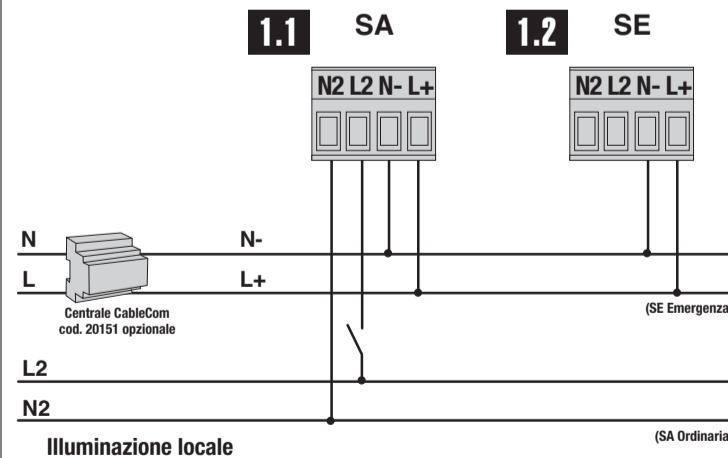 1.1 SA 1.2 SE
N2 L2 N- L+ N2 L2 N- L+
N N-
L L+
Centrale CableCom
cod. 20151 opzionale
(SE Emergenza
L2
N2
(SA Ordinaria
Illuminazione locale